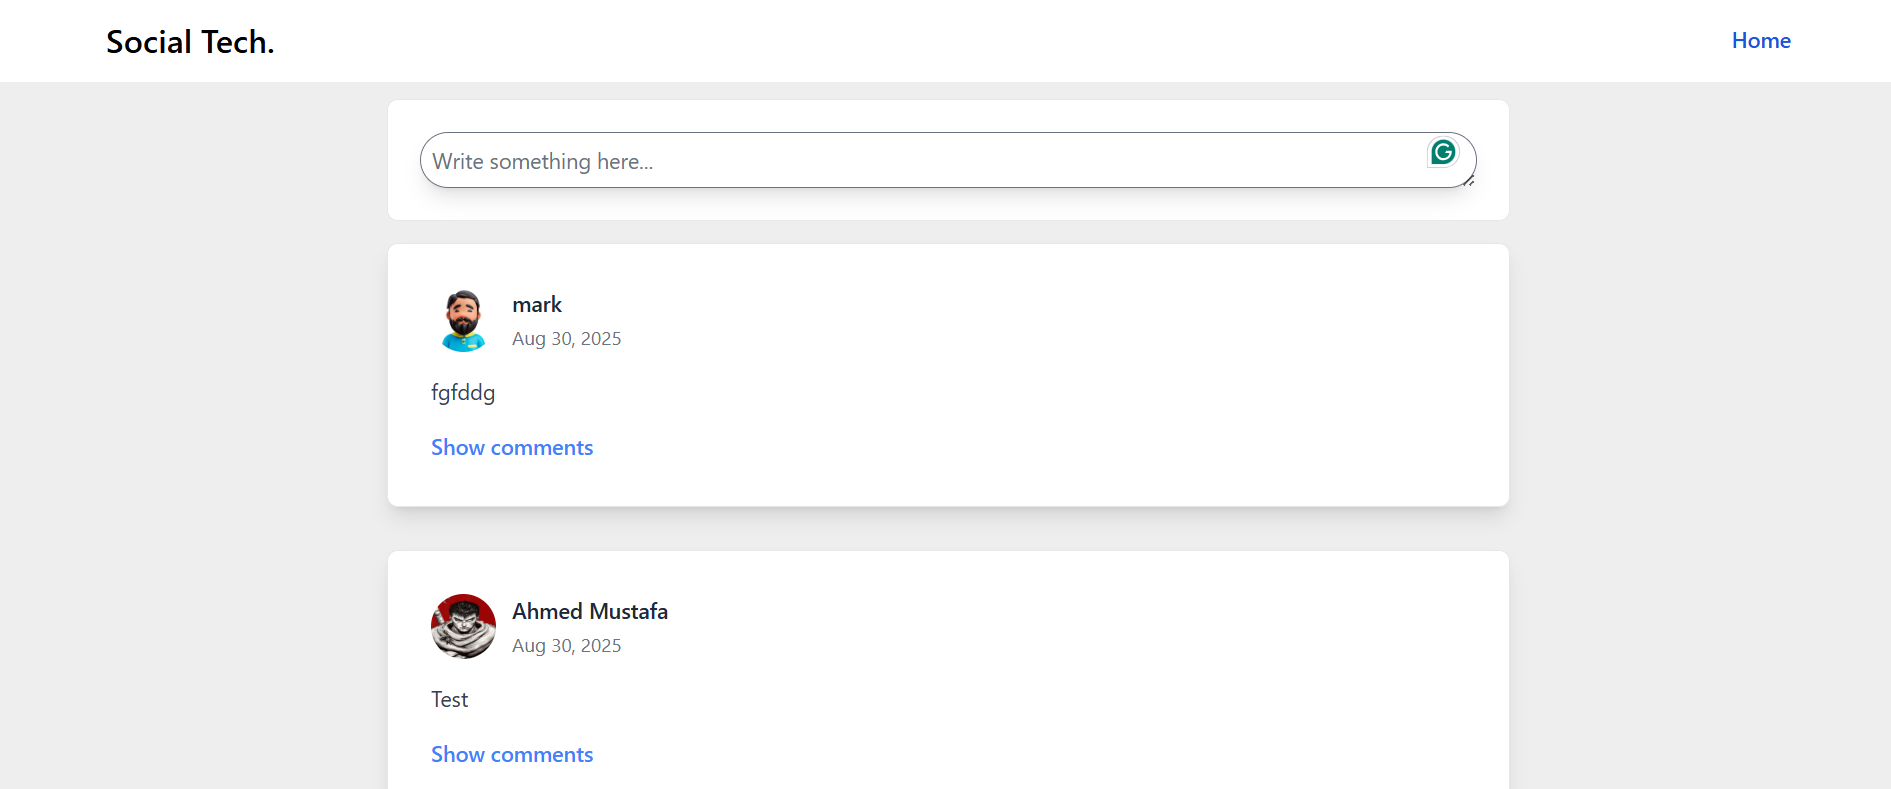 Social Tech.
Home
Write something here...
mark
Aug 30, 2025
fgfddg
Show comments
Ahmed Mustafa
Aug 30, 2025
Test
Show comments